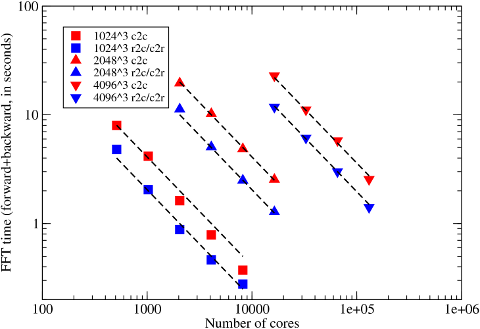 100
10
1
FFT time (forward+backward, in seconds)
1024^3 c2c
1024^3 r2c/c2r
2048^3 c2c
2048^3 r2c/c2r
4096^3 c2c
4096^3 r2c/c2r
100 1000 10000 1e+05 1e+06
Number of cores